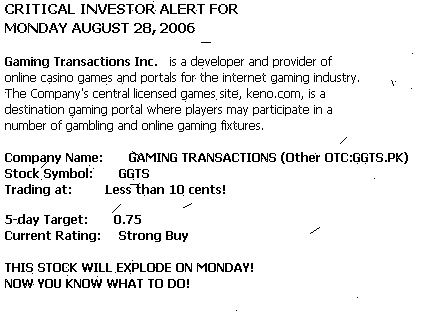 CRITICAL INVESTOR ALERT FOR
MONDAY AUGUST 28, 2006
Gaming Transactions Inc. is a developer and provider of
online casino games and portals for the internet gaming industry.
The Company's central licensed games site, keno.com, is a
destination gaming portal where players may participate in a
number of gambling and online gaming fixtures.
Company Name: GAMING TRANSACTIONS (Other OTC:GGTS.PK)
Stock Symbol: GGTS
Trading at: Less than 10 cents!
5-day Target: 0.75
Current Rating: Strong Buy
THIS STOCK WILL EXPLODE ON MONDAY!
NOW YOU KNOW WHAT TO DO!